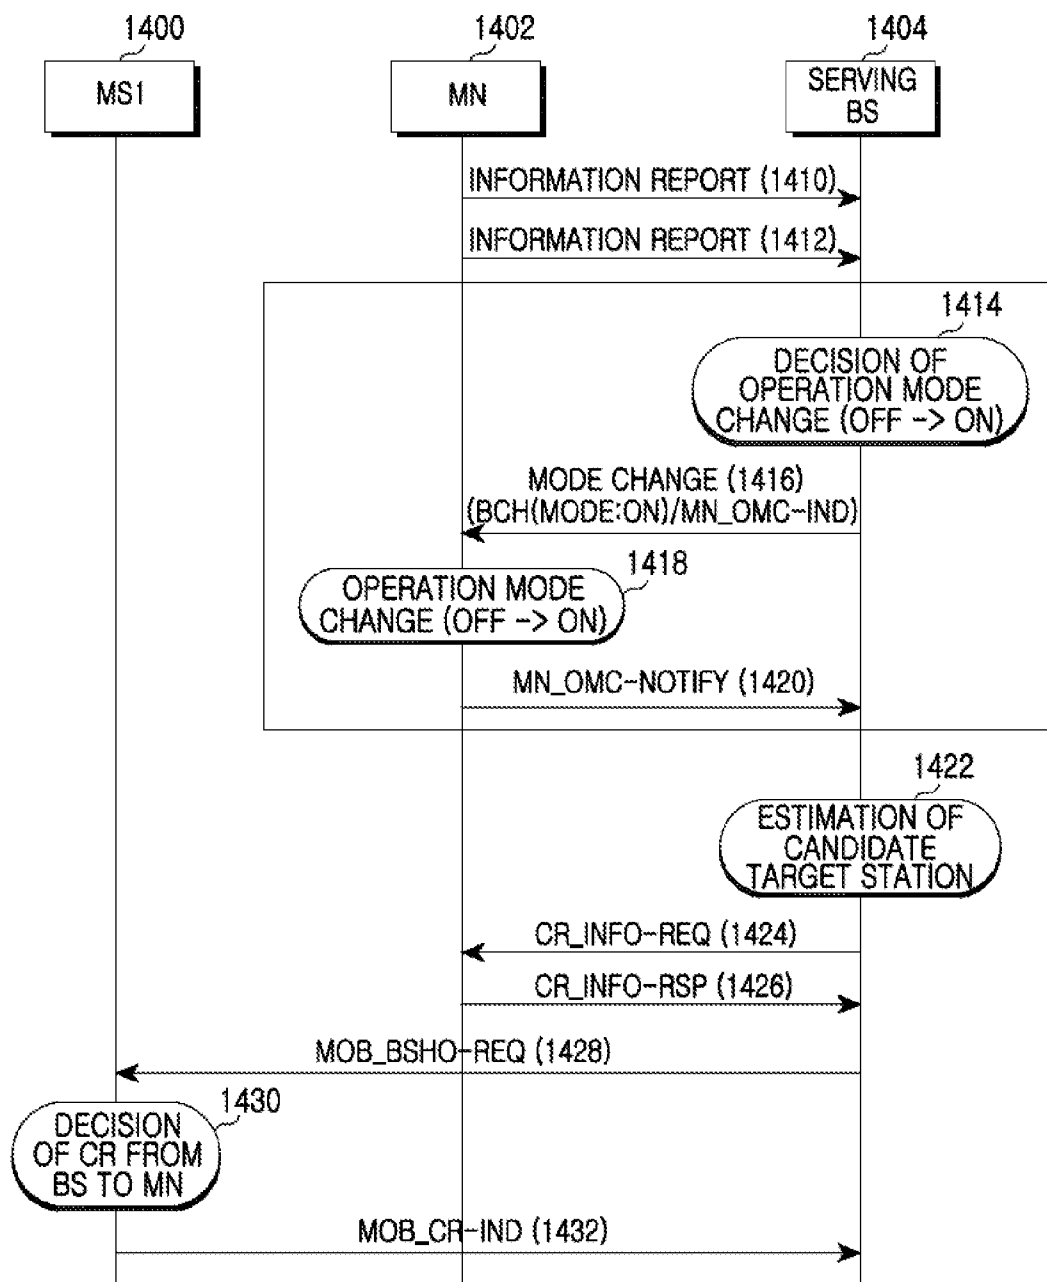 1400
1402
1404
MS1
MN
SERVING
BS
INFORMATION REPORT (1410)
INFORMATION REPORT (1412)
1414
DECISION OF
OPERATION MODE
CHANGE (OFF -> ON)
MODE CHANGE (1416)
(BCH(MODE:ON)/MN_OMC-IND)
1418
OPERATION MODE
CHANGE (OFF -> ON)
MN_OMC-NOTIFY (1420)
1422
ESTIMATION OF
CANDIDATE
TARGET STATION
CR_INFO-REQ (1424)
CR_INFO-RSP (1426)
MOB_BSHO-REQ (1428)
1430
DECISION
OF CR FROM
BS TO MN
MOB_CR-IND (1432)